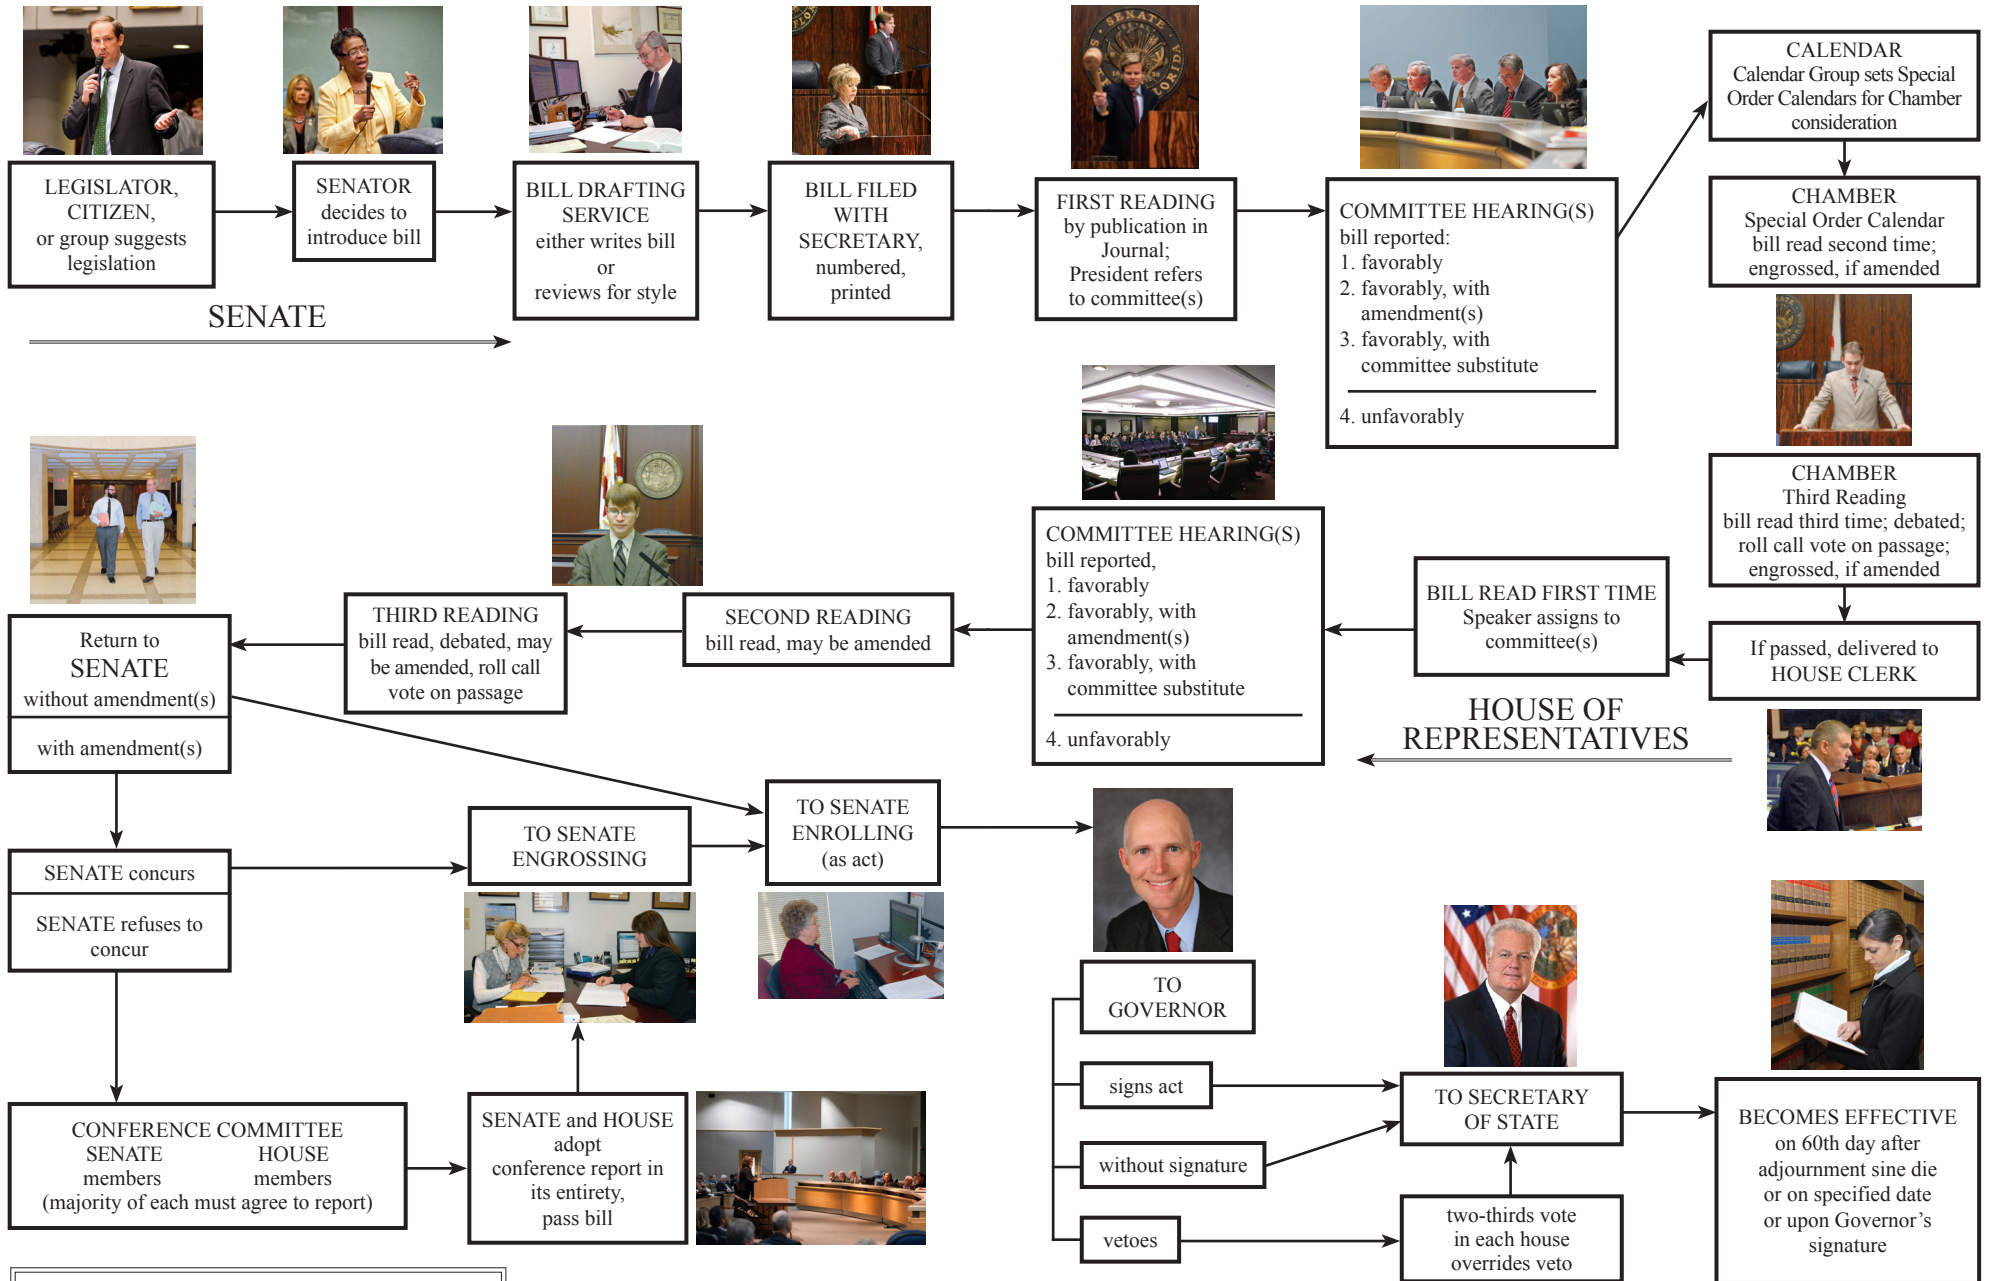 LEGISLATOR,
CITIZEN,
or group suggests
legislation
SENATOR
decides to
introduce bill
BILL DRAFTING
SERVICE
either writes bill
or
reviews for style
BILL FILED
WITH
SECRETARY,
numbered,
printed
FIRST READING
by publication in
Journal;
President refers
to committee(s)
COMMITTEE HEARING(S)
bill reported:
1. favorably
2. favorably, with
amendment(s)
3. favorably, with
committee substitute
4. unfavorably
CALENDAR
Calendar Group sets Special
Order Calendars for Chamber
consideration
CHAMBER
Special Order Calendar
bill read second time;
engrossed, if amended
SENATE
CHAMBER
Third Reading
bill read third time; debated;
roll call vote on passage;
engrossed, if amended
If passed, delivered to
HOUSE CLERK
HOUSE OF
REPRESENTATIVES
BILL READ FIRST TIME
Speaker assigns to
committee(s)
COMMITTEE HEARING(S)
bill reported,
1. favorably
2. favorably, with
amendment(s)
3. favorably, with
committee substitute
4. unfavorably
SECOND READING
bill read, may be amended
THIRD READING
bill read, debated, may
be amended, roll call
vote on passage
Return to
SENATE
without amendment(s)
with amendment(s)
SENATE concurs
SENATE refuses to
concur
TO SENATE
ENGROSSING
TO SENATE
ENROLLING
(as act)
CONFERENCE COMMITTEE
SENATE HOUSE
members members
(majority of each must agree to report)
SENATE and HOUSE
adopt
conference report in
its entirety,
pass bill
TO
GOVERNOR
signs act
without signature
vetoes
TO SECRETARY
OF STATE
two-thirds vote
in each house
overrides veto
BECOMES EFFECTIVE
on 60th day after
adjournment sine die
or on specified date
or upon Governor’s
signature
SENATE
FLORIDA